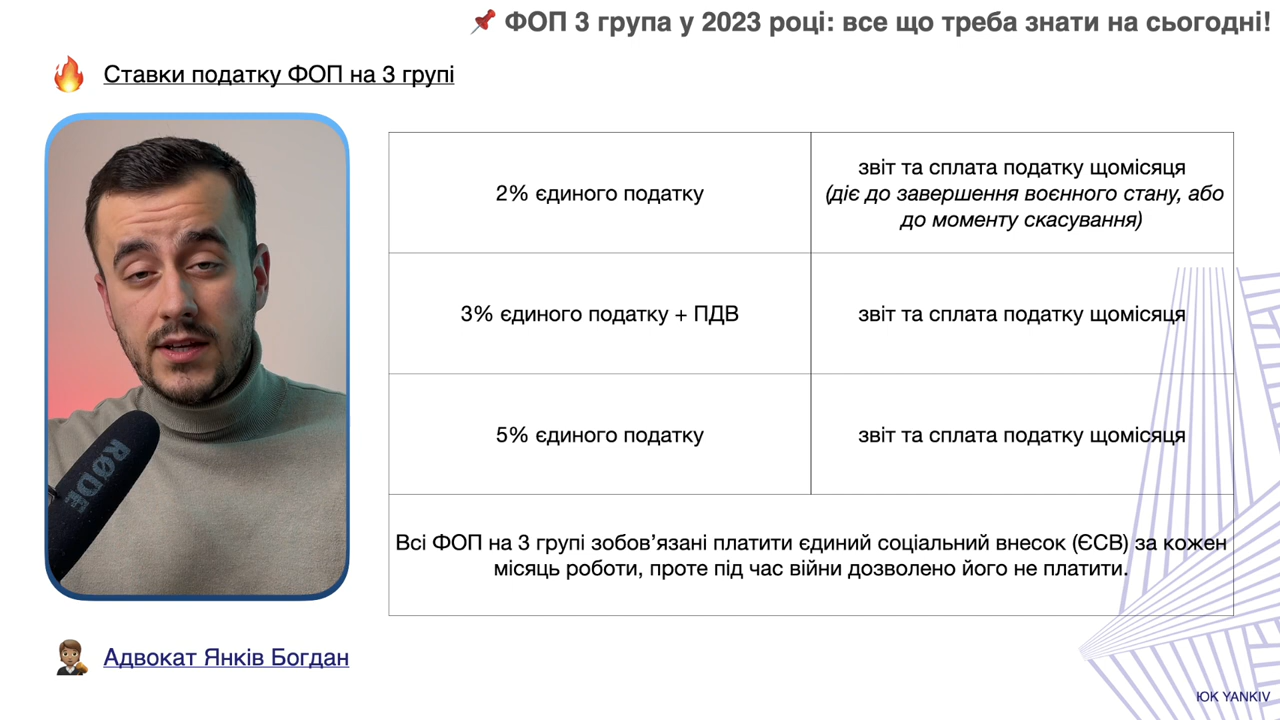 ФОП 3 група у 2023 році: все що треба знати на сьогодні!
Ставки податку ФОП на 3 групі
2% єдиного податку
звіт та сплата податку щомісяця
(діє до завершення воєнного стану, або
до моменту скасування)
3% єдиного податку + ПДВ
звіт та сплата податку щомісяця
5% єдиного податку
звіт та сплата податку щомісяця
Всі ФОП на 3 групі зобов’язані платити єдиний соціальний внесок (ЄСВ) за кожен
місяць роботи, проте під час війни дозволено його не платити.
RØDE
Адвокат Янків Богдан
ЮК YANKIV